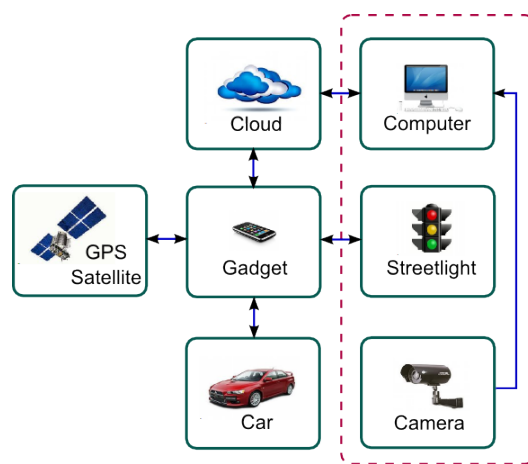 Cloud
Computer
GPS
Satellite
Gadget
Streetlight
Car
Camera